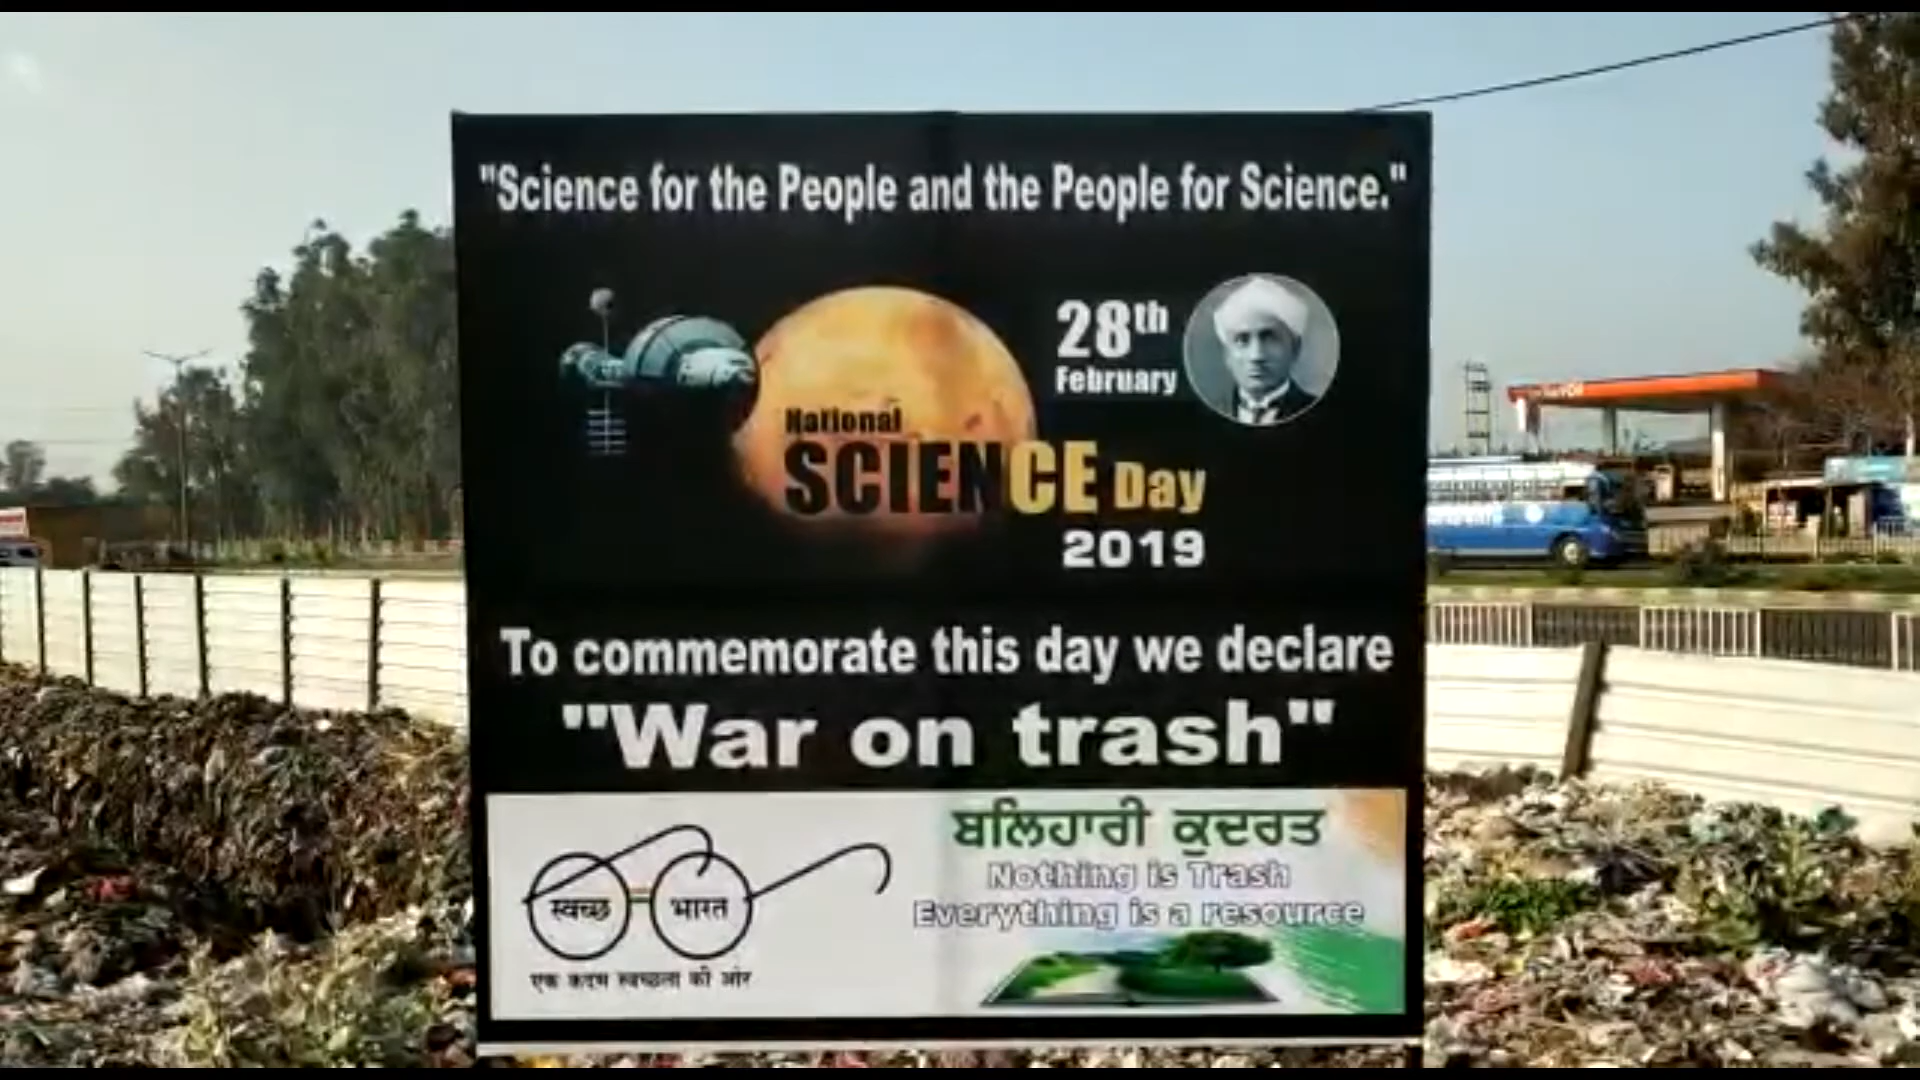 "Science for the People and the People for Science."
28th
February
National
SCIENCE Day
2019
To commemorate this day we declare
"War on trash"
स्वच्छ भारत
एक कदम स्वच्छता की ओर
ਬਲਿਹਾਰੀ ਕੁਦਰਤ
Nothing is Trash
Everything is a resource